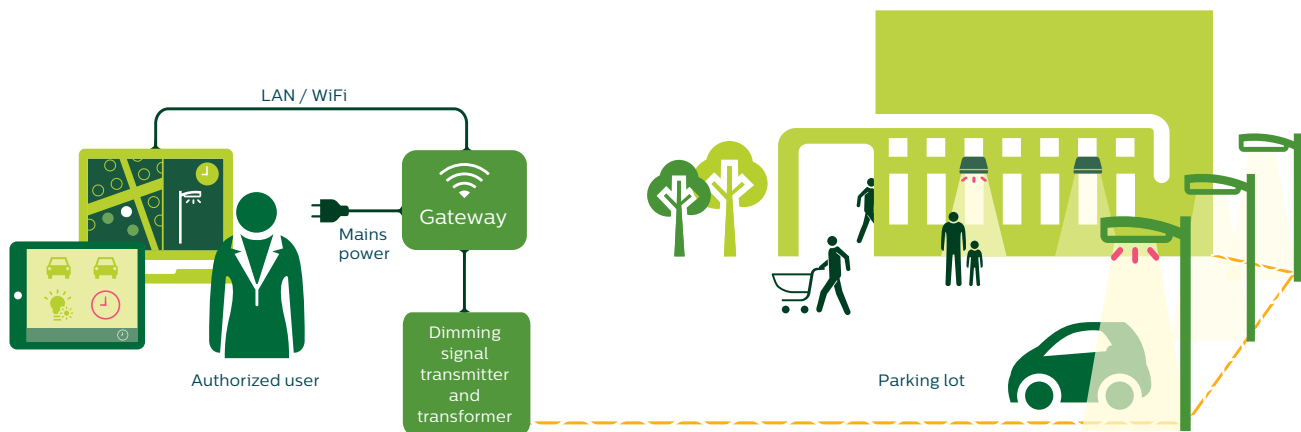 LAN / WiFi
Gateway
Mains
power
Dimming
signal
transmitter
and
transformer
Authorized user
Parking lot